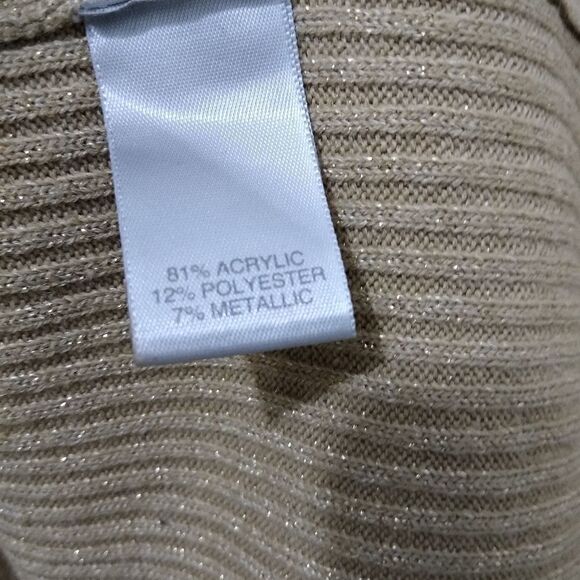 81% ACRYLIC
12% POLYESTER
7% METALLIC